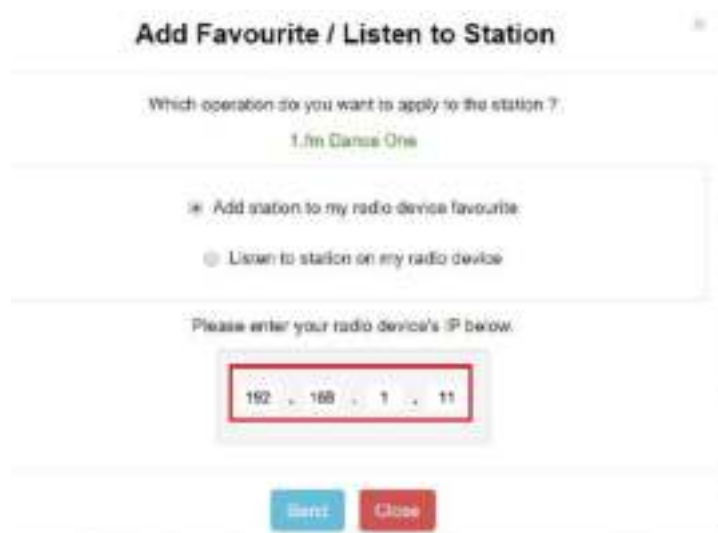 Add Favourite / Listen to Station
×
Which operation do you want to apply to the station ?
1.fm Dance One
Add station to my radio device favourite
Listen to station on my radio device
Please enter your radio device's IP below.
192 . 168 . 1 . 11
Send Close